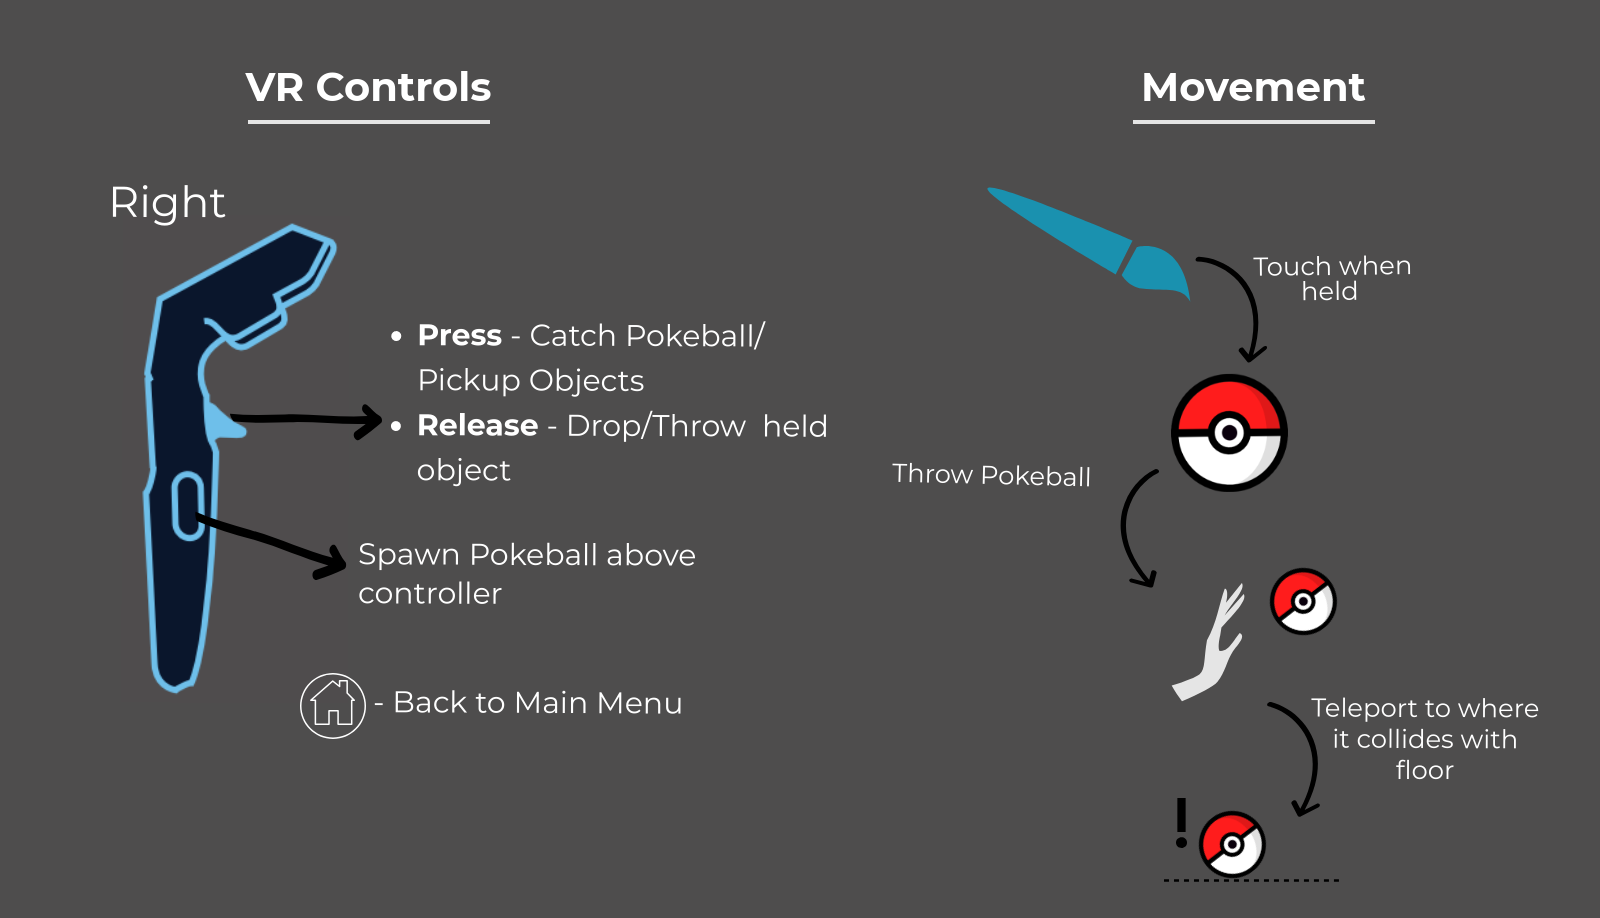 VR Controls
Right
• Press - Catch Pokeball/
Pickup Objects
• Release - Drop/Throw held
object
Spawn Pokeball above
controller
- Back to Main Menu
Movement
Touch when
held
Throw Pokeball
Teleport to where
it collides with
floor
!